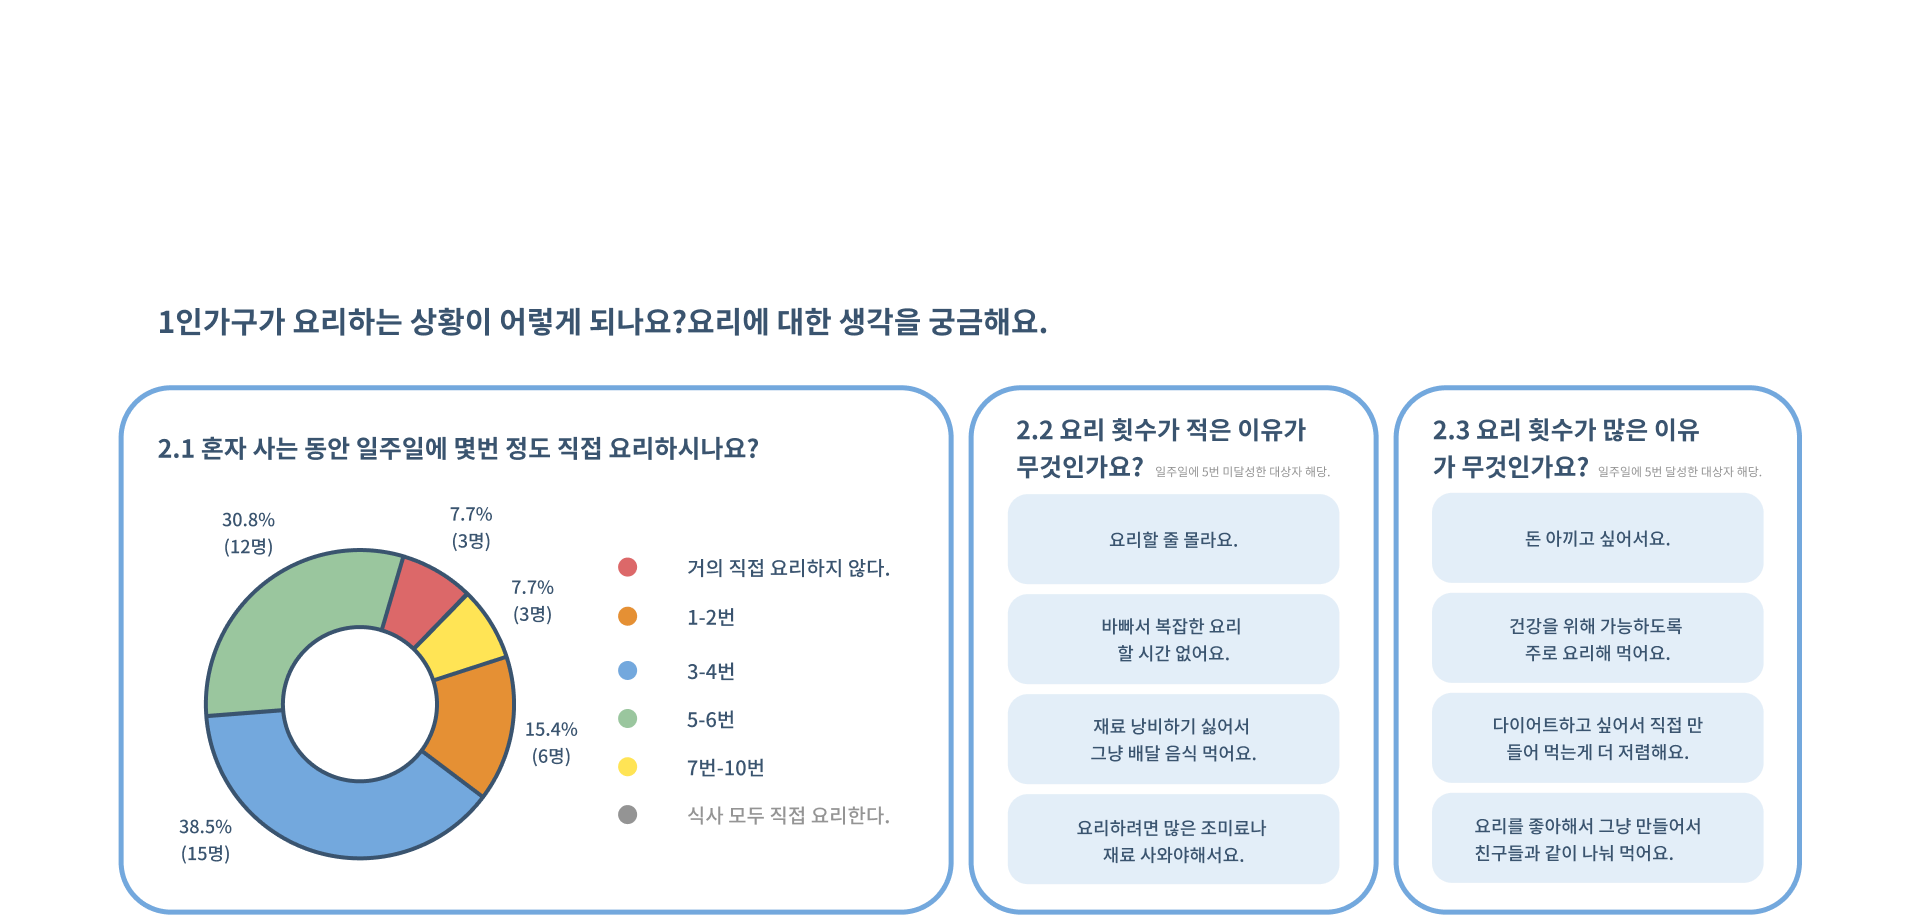 1인가구가 요리하는 상황이 어렇게 되나요?요리에 대한 생각을 궁금해요.
2.1 혼자 사는 동안 일주일에 몇번 정도 직접 요리하시나요?
30.8%
(12명)
7.7%
(3명)
7.7%
(3명)
15.4%
(6명)
38.5%
(15명)
거의 직접 요리하지 않다.
1-2번
3-4번
5-6번
7번-10번
식사 모두 직접 요리한다.
2.2 요리 횟수가 적은 이유가
무것인가요? 일주일에 5번 미달성한 대상자 해당.
요리할 줄 몰라요.
바빠서 복잡한 요리
할 시간 없어요.
재료 낭비하기 싫어서
그냥 배달 음식 먹어요.
요리하려면 많은 조미료나
재료 사와야해서요.
2.3 요리 횟수가 많은 이유
가 무것인가요? 일주일에 5번 달성한 대상자 해당.
돈 아끼고 싶어서요.
건강을 위해 가능하도록
주로 요리해 먹어요.
다이어트하고 싶어서 직접 만
들어 먹는게 더 저렴해요.
요리를 좋아해서 그냥 만들어서
친구들과 같이 나눠 먹어요.